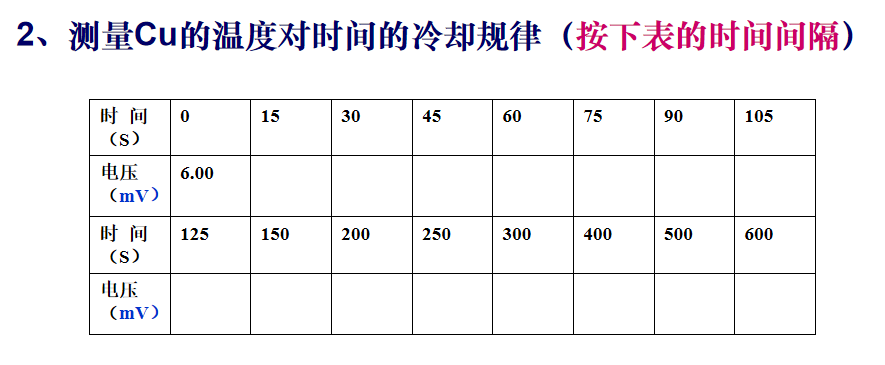 2、测量Cu的温度对时间的冷却规律（按下表的时间间隔）
时 间（S） 0 15 30 45 60 75 90 105
电压（mV） 6.00
时 间（S） 125 150 200 250 300 400 500 600
电压（mV）